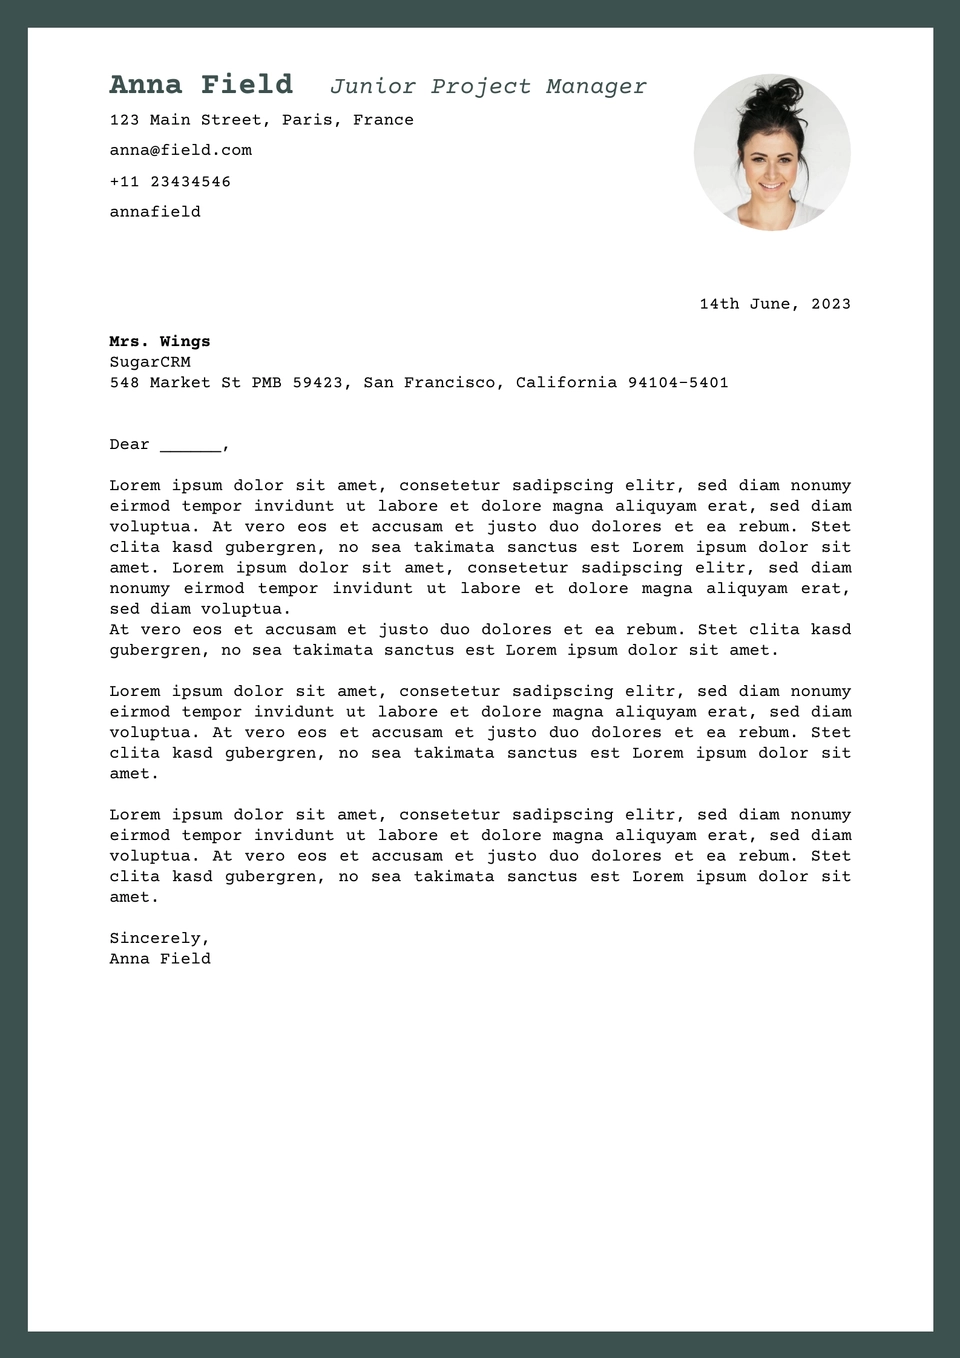 Anna Field Junior Project Manager
123 Main Street, Paris, France
anna@field.com
+11 23434546
annafield
14th June, 2023
Mrs. Wings
SugarCRM
548 Market St PMB 59423, San Francisco, California 94104-5401
Dear ______,
Lorem ipsum dolor sit amet, consetetur sadipscing elitr, sed diam nonumy
eirmod tempor invidunt ut labore et dolore magna aliquyam erat, sed diam
voluptua. At vero eos et accusam et justo duo dolores et ea rebum. Stet
clita kasd gubergren, no sea takimata sanctus est Lorem ipsum dolor sit
amet. Lorem ipsum dolor sit amet, consetetur sadipscing elitr, sed diam
nonumy eirmod tempor invidunt ut labore et dolore magna aliquyam erat,
sed diam voluptua.
At vero eos et accusam et justo duo dolores et ea rebum. Stet clita kasd
gubergren, no sea takimata sanctus est Lorem ipsum dolor sit amet.
Lorem ipsum dolor sit amet, consetetur sadipscing elitr, sed diam nonumy
eirmod tempor invidunt ut labore et dolore magna aliquyam erat, sed diam
voluptua. At vero eos et accusam et justo duo dolores et ea rebum. Stet
clita kasd gubergren, no sea takimata sanctus est Lorem ipsum dolor sit
amet.
Lorem ipsum dolor sit amet, consetetur sadipscing elitr, sed diam nonumy
eirmod tempor invidunt ut labore et dolore magna aliquyam erat, sed diam
voluptua. At vero eos et accusam et justo duo dolores et ea rebum. Stet
clita kasd gubergren, no sea takimata sanctus est Lorem ipsum dolor sit
amet.
Sincerely,
Anna Field